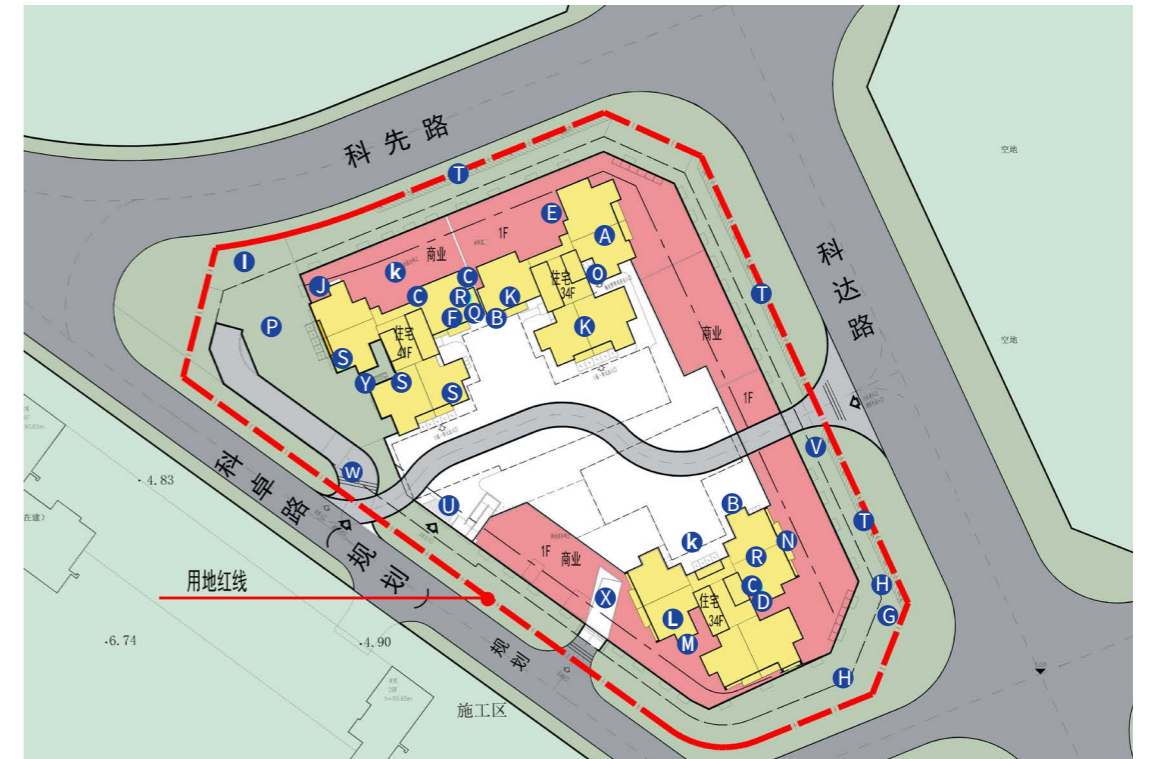 空地
科先路
T
E
商业
1F
A
科达路
I
k
C
J
C
R
K
住宅
34F
O
T
P
F
Q
B
K
住宅
41F
商业
空地
S
Y
S
S
1F
科卓路（规划）
4.83
W
U
V
B
T
1F
商业
k
N
R
用地红线
X
C
D
H
G
L
住宅
34F
M
6.74
4.90
规划
H
施工区